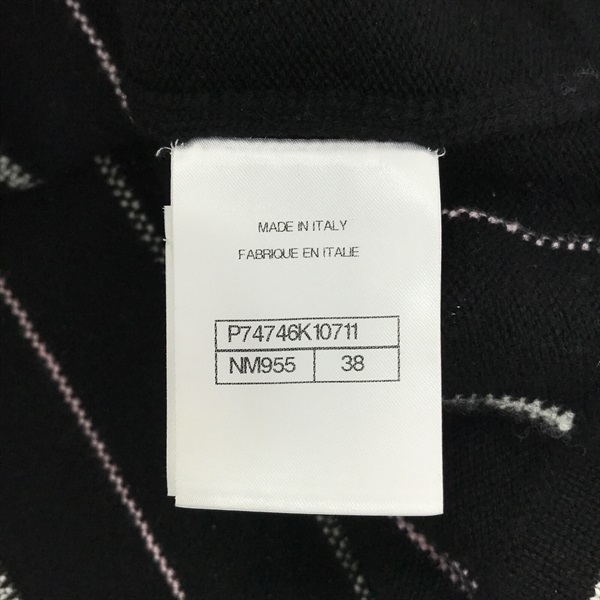 MADE IN ITALY
FABRIQUE EN ITALIE
P74746K10711
NM955 38